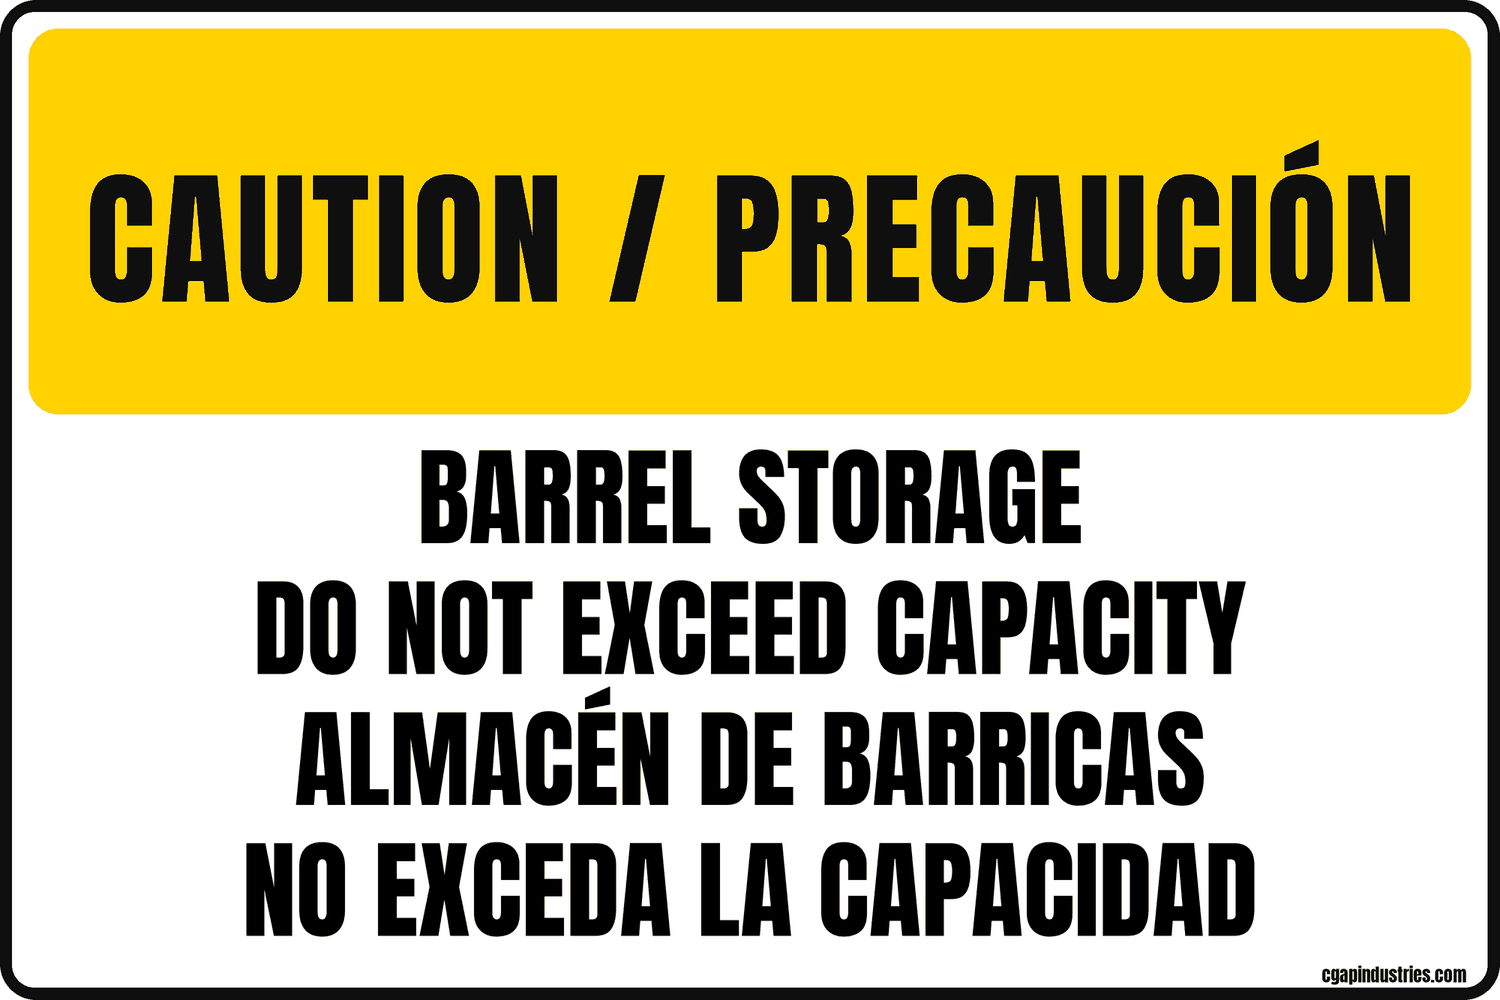 CAUTION / PRECAUCIÓN
BARREL STORAGE
DO NOT EXCEED CAPACITY
ALMACÉN DE BARRICAS
NO EXCEDA LA CAPACIDAD
cgapindustries.com